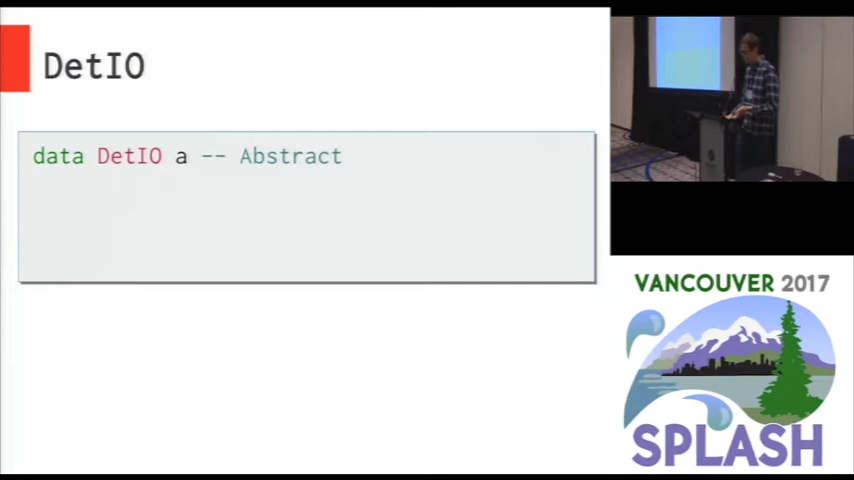 DetIO
data DetIO a -- Abstract
VANCOUVER 2017
SPLASH